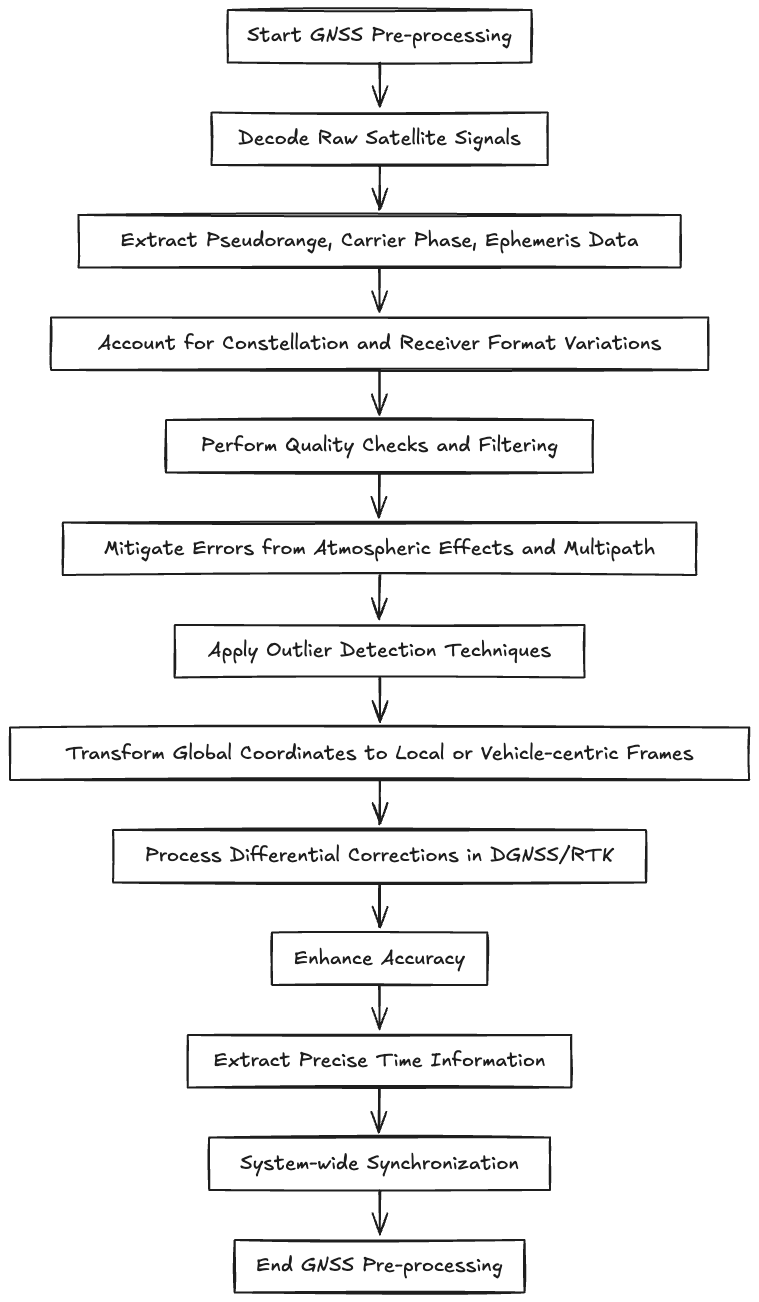 Start GNSS Pre-processing
Decode Raw Satellite Signals
Extract Pseudorange, Carrier Phase, Ephemeris Data
Account for Constellation and Receiver Format Variations
Perform Quality Checks and Filtering
Mitigate Errors from Atmospheric Effects and Multipath
Apply Outlier Detection Techniques
Transform Global Coordinates to Local or Vehicle-centric Frames
Process Differential Corrections in DGNSS/RTK
Enhance Accuracy
Extract Precise Time Information
System-wide Synchronization
End GNSS Pre-processing